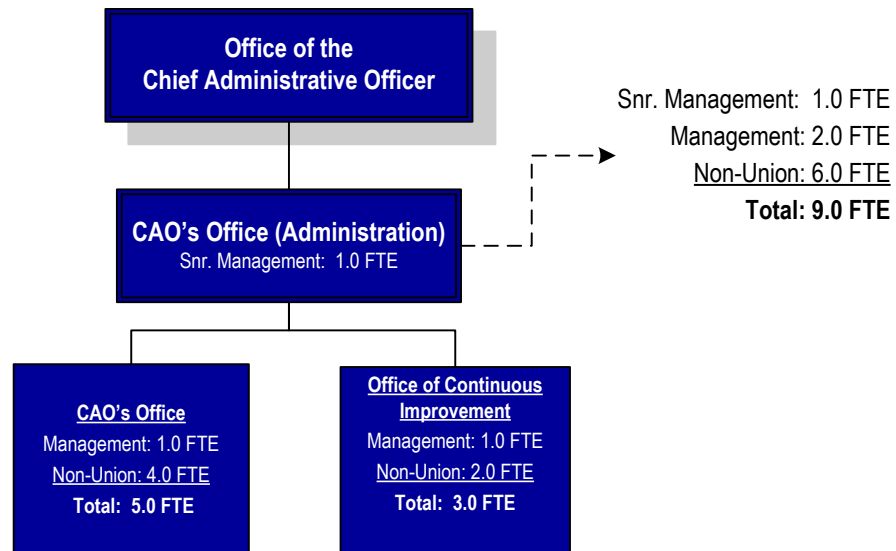 Office of the
Chief Administrative Officer
Snr. Management: 1.0 FTE
Management: 2.0 FTE
Non-Union: 6.0 FTE
Total: 9.0 FTE
CAO’s Office (Administration)
Snr. Management: 1.0 FTE
CAO’s Office
Management: 1.0 FTE
Non-Union: 4.0 FTE
Total: 5.0 FTE
Office of Continuous
Improvement
Management: 1.0 FTE
Non-Union: 2.0 FTE
Total: 3.0 FTE